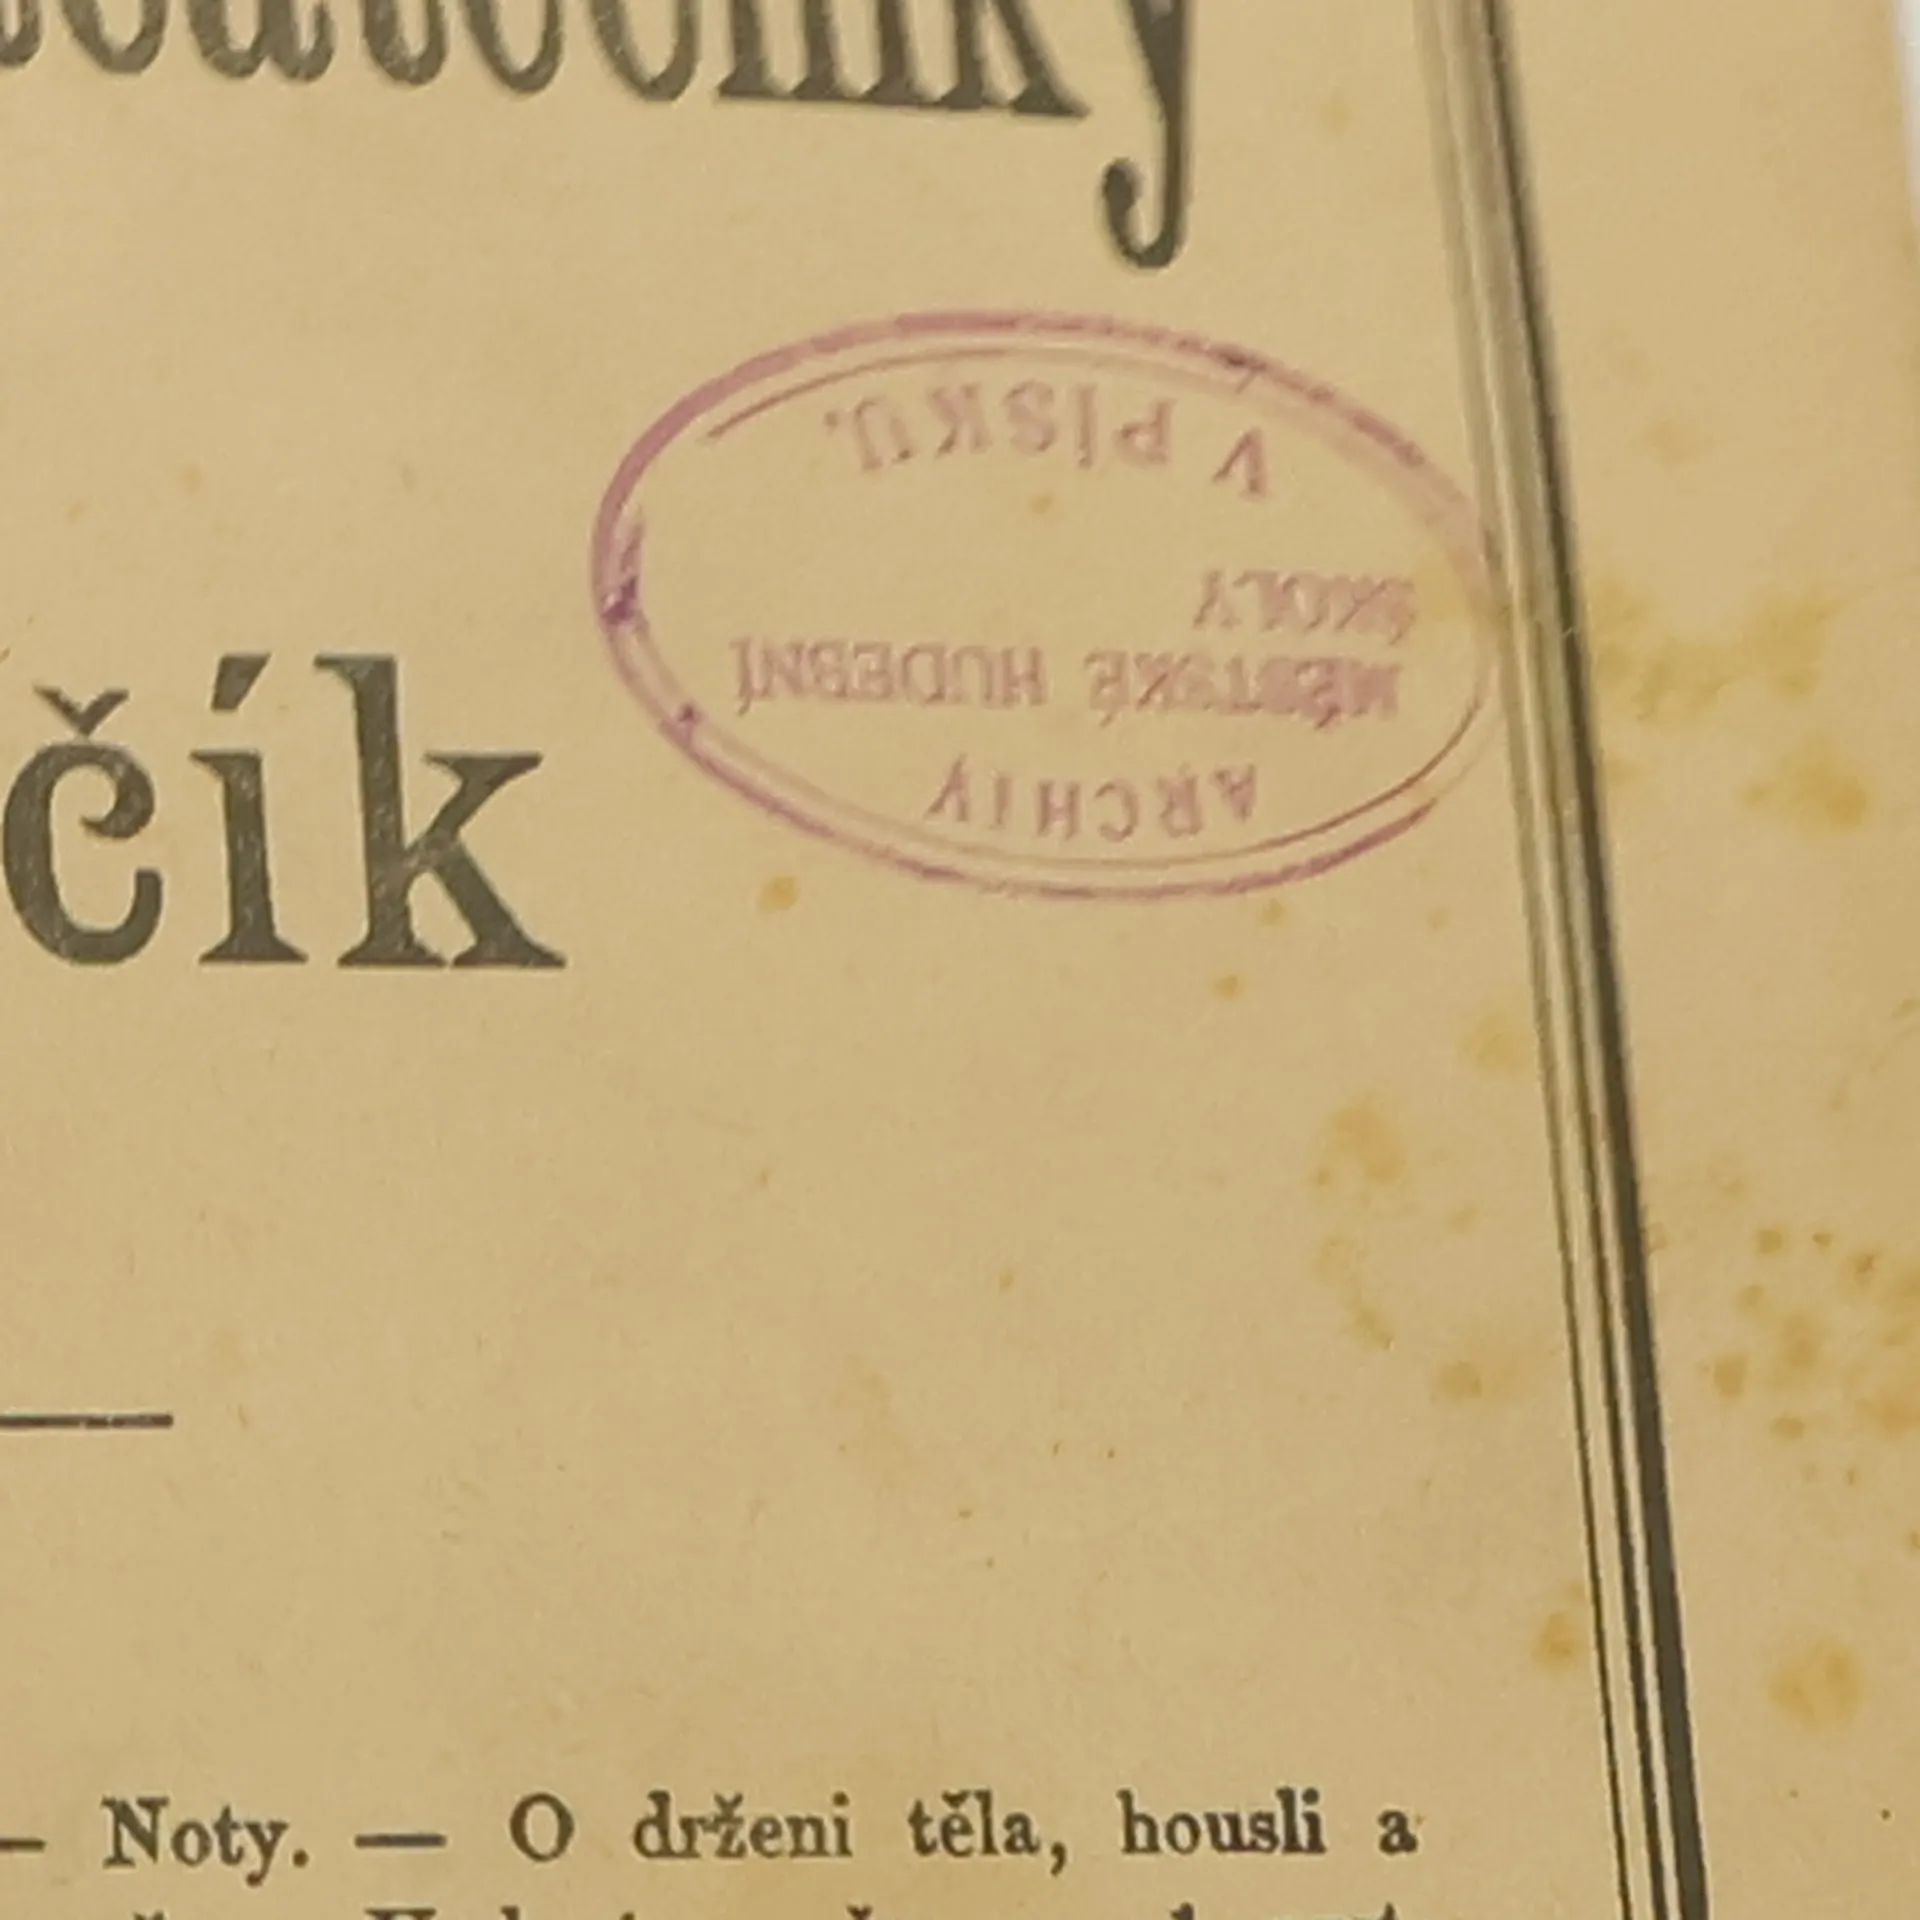 čík
ARCHIV
MĚSTSKÉ HUDEBNÍ
ŠKOLY
V PÍSKU.
— Noty. — O drženi těla, housli a